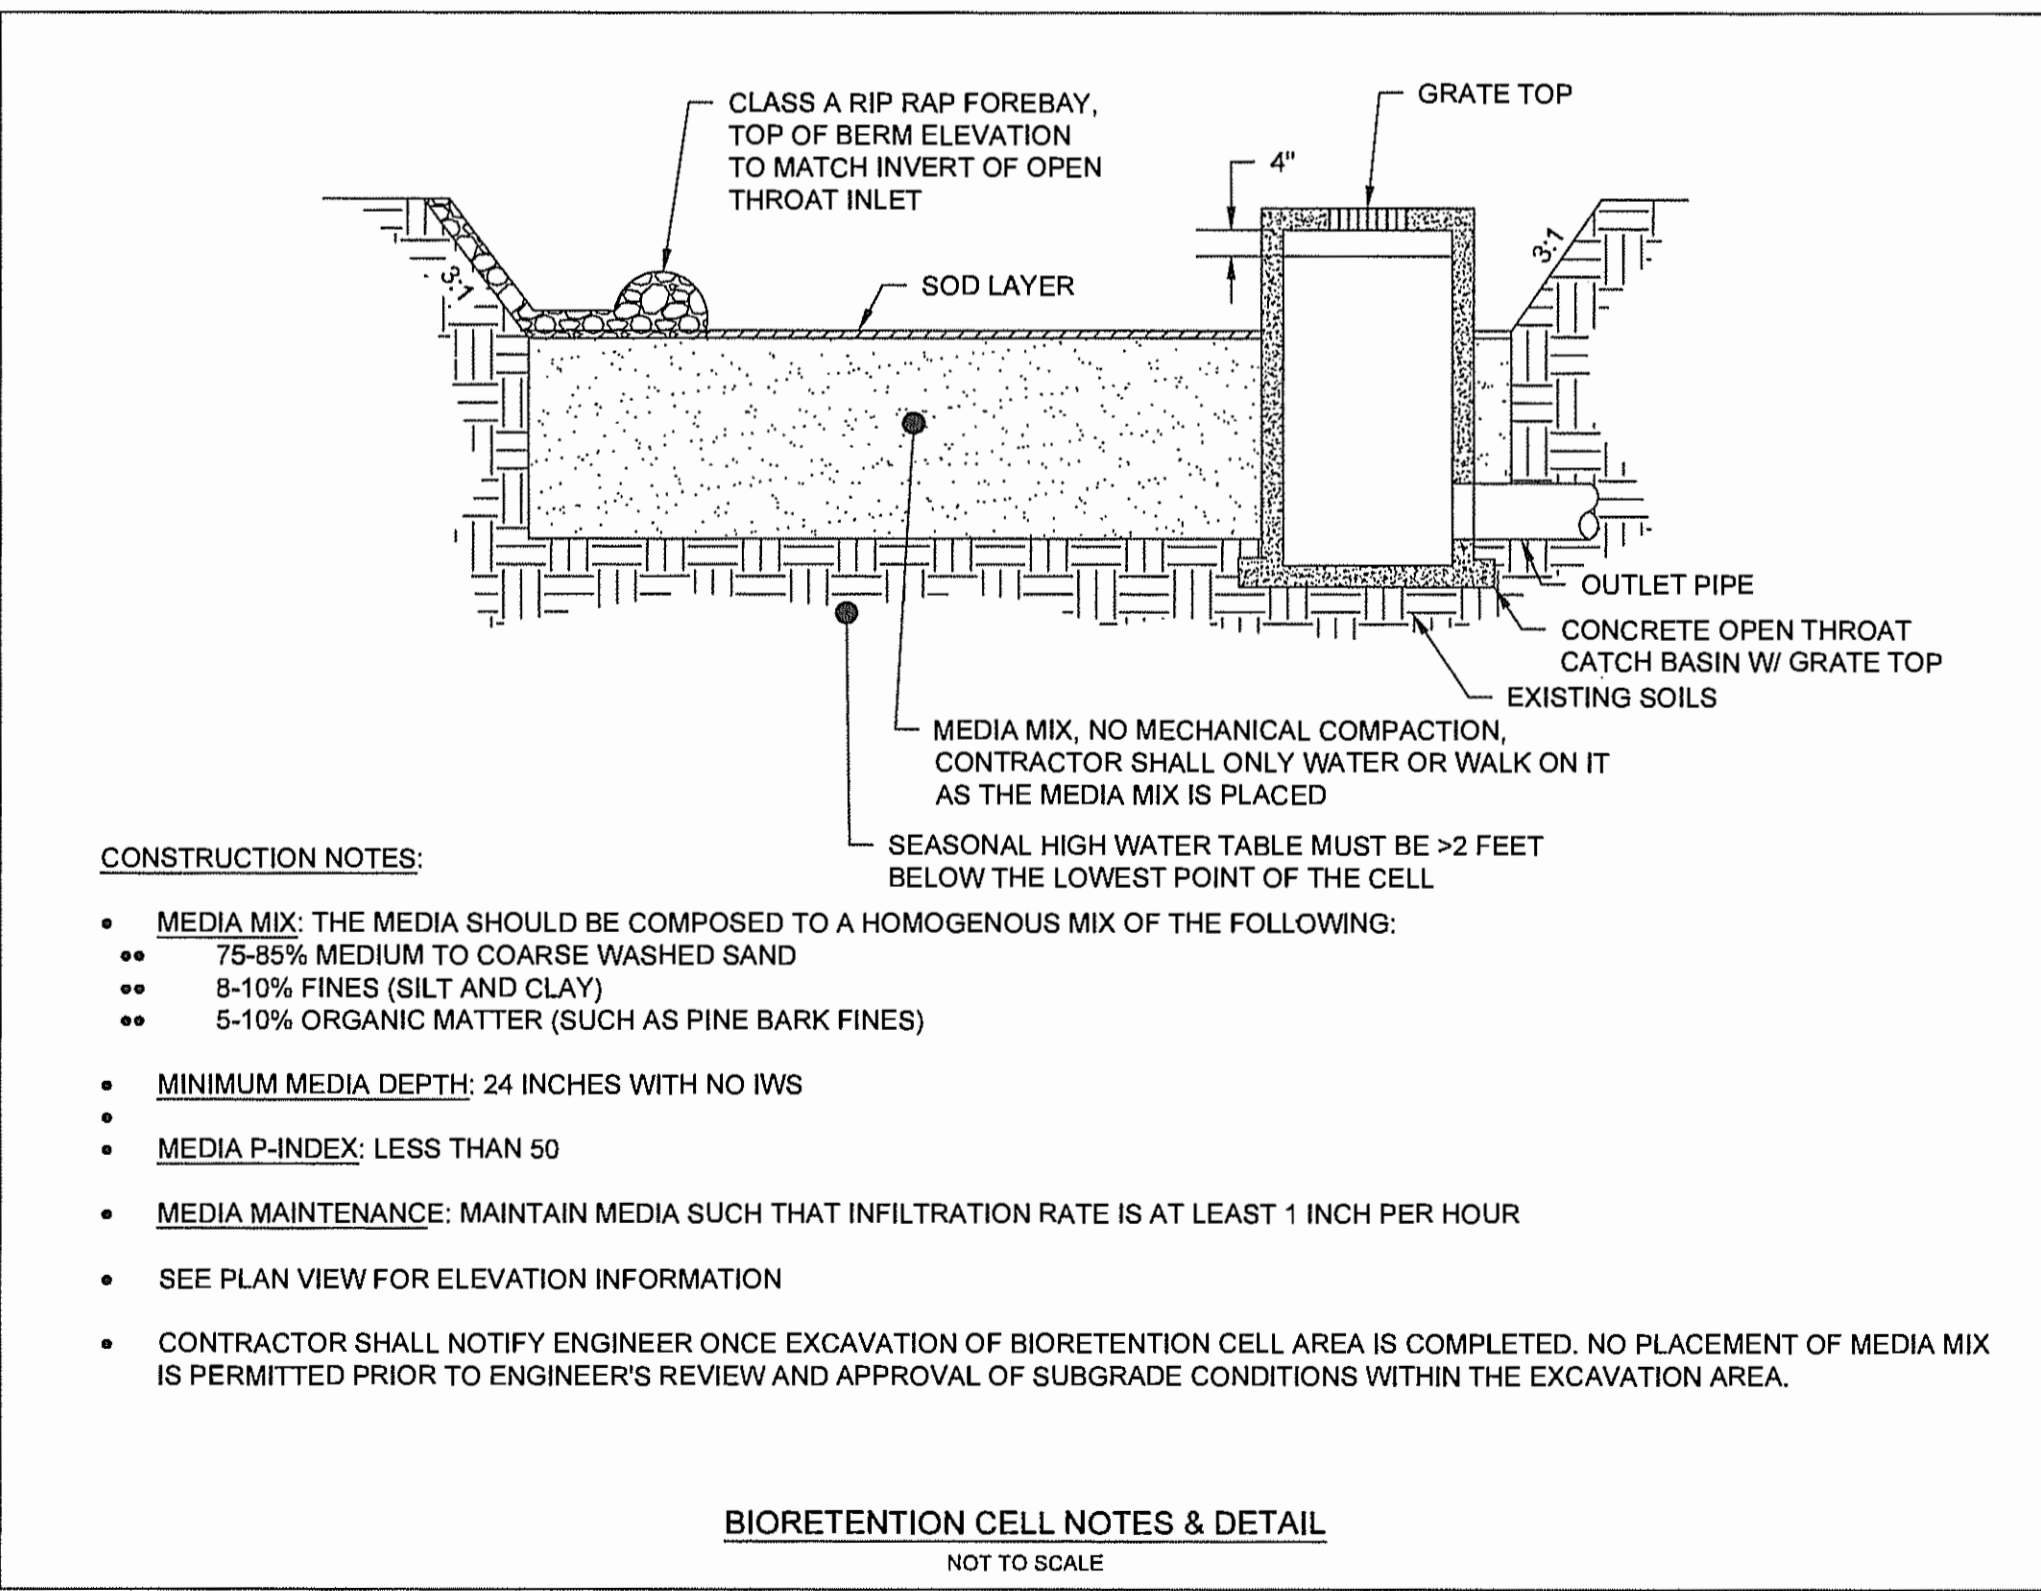 CLASS A RIP RAP FOREBAY,
TOP OF BERM ELEVATION
TO MATCH INVERT OF OPEN
THROAT INLET
GRATE TOP
4"
3:1
3:1
SOD LAYER
OUTLET PIPE
CONCRETE OPEN THROAT
CATCH BASIN W/ GRATE TOP
EXISTING SOILS
MEDIA MIX, NO MECHANICAL COMPACTION,
CONTRACTOR SHALL ONLY WATER OR WALK ON IT
AS THE MEDIA MIX IS PLACED
SEASONAL HIGH WATER TABLE MUST BE >2 FEET
BELOW THE LOWEST POINT OF THE CELL
CONSTRUCTION NOTES:
• MEDIA MIX: THE MEDIA SHOULD BE COMPOSED TO A HOMOGENOUS MIX OF THE FOLLOWING:
•• 75-85% MEDIUM TO COARSE WASHED SAND
•• 8-10% FINES (SILT AND CLAY)
•• 5-10% ORGANIC MATTER (SUCH AS PINE BARK FINES)
• MINIMUM MEDIA DEPTH: 24 INCHES WITH NO IWS
•
• MEDIA P-INDEX: LESS THAN 50
• MEDIA MAINTENANCE: MAINTAIN MEDIA SUCH THAT INFILTRATION RATE IS AT LEAST 1 INCH PER HOUR
• SEE PLAN VIEW FOR ELEVATION INFORMATION
• CONTRACTOR SHALL NOTIFY ENGINEER ONCE EXCAVATION OF BIORETENTION CELL AREA IS COMPLETED. NO PLACEMENT OF MEDIA MIX
IS PERMITTED PRIOR TO ENGINEER'S REVIEW AND APPROVAL OF SUBGRADE CONDITIONS WITHIN THE EXCAVATION AREA.
BIORETENTION CELL NOTES & DETAIL
NOT TO SCALE